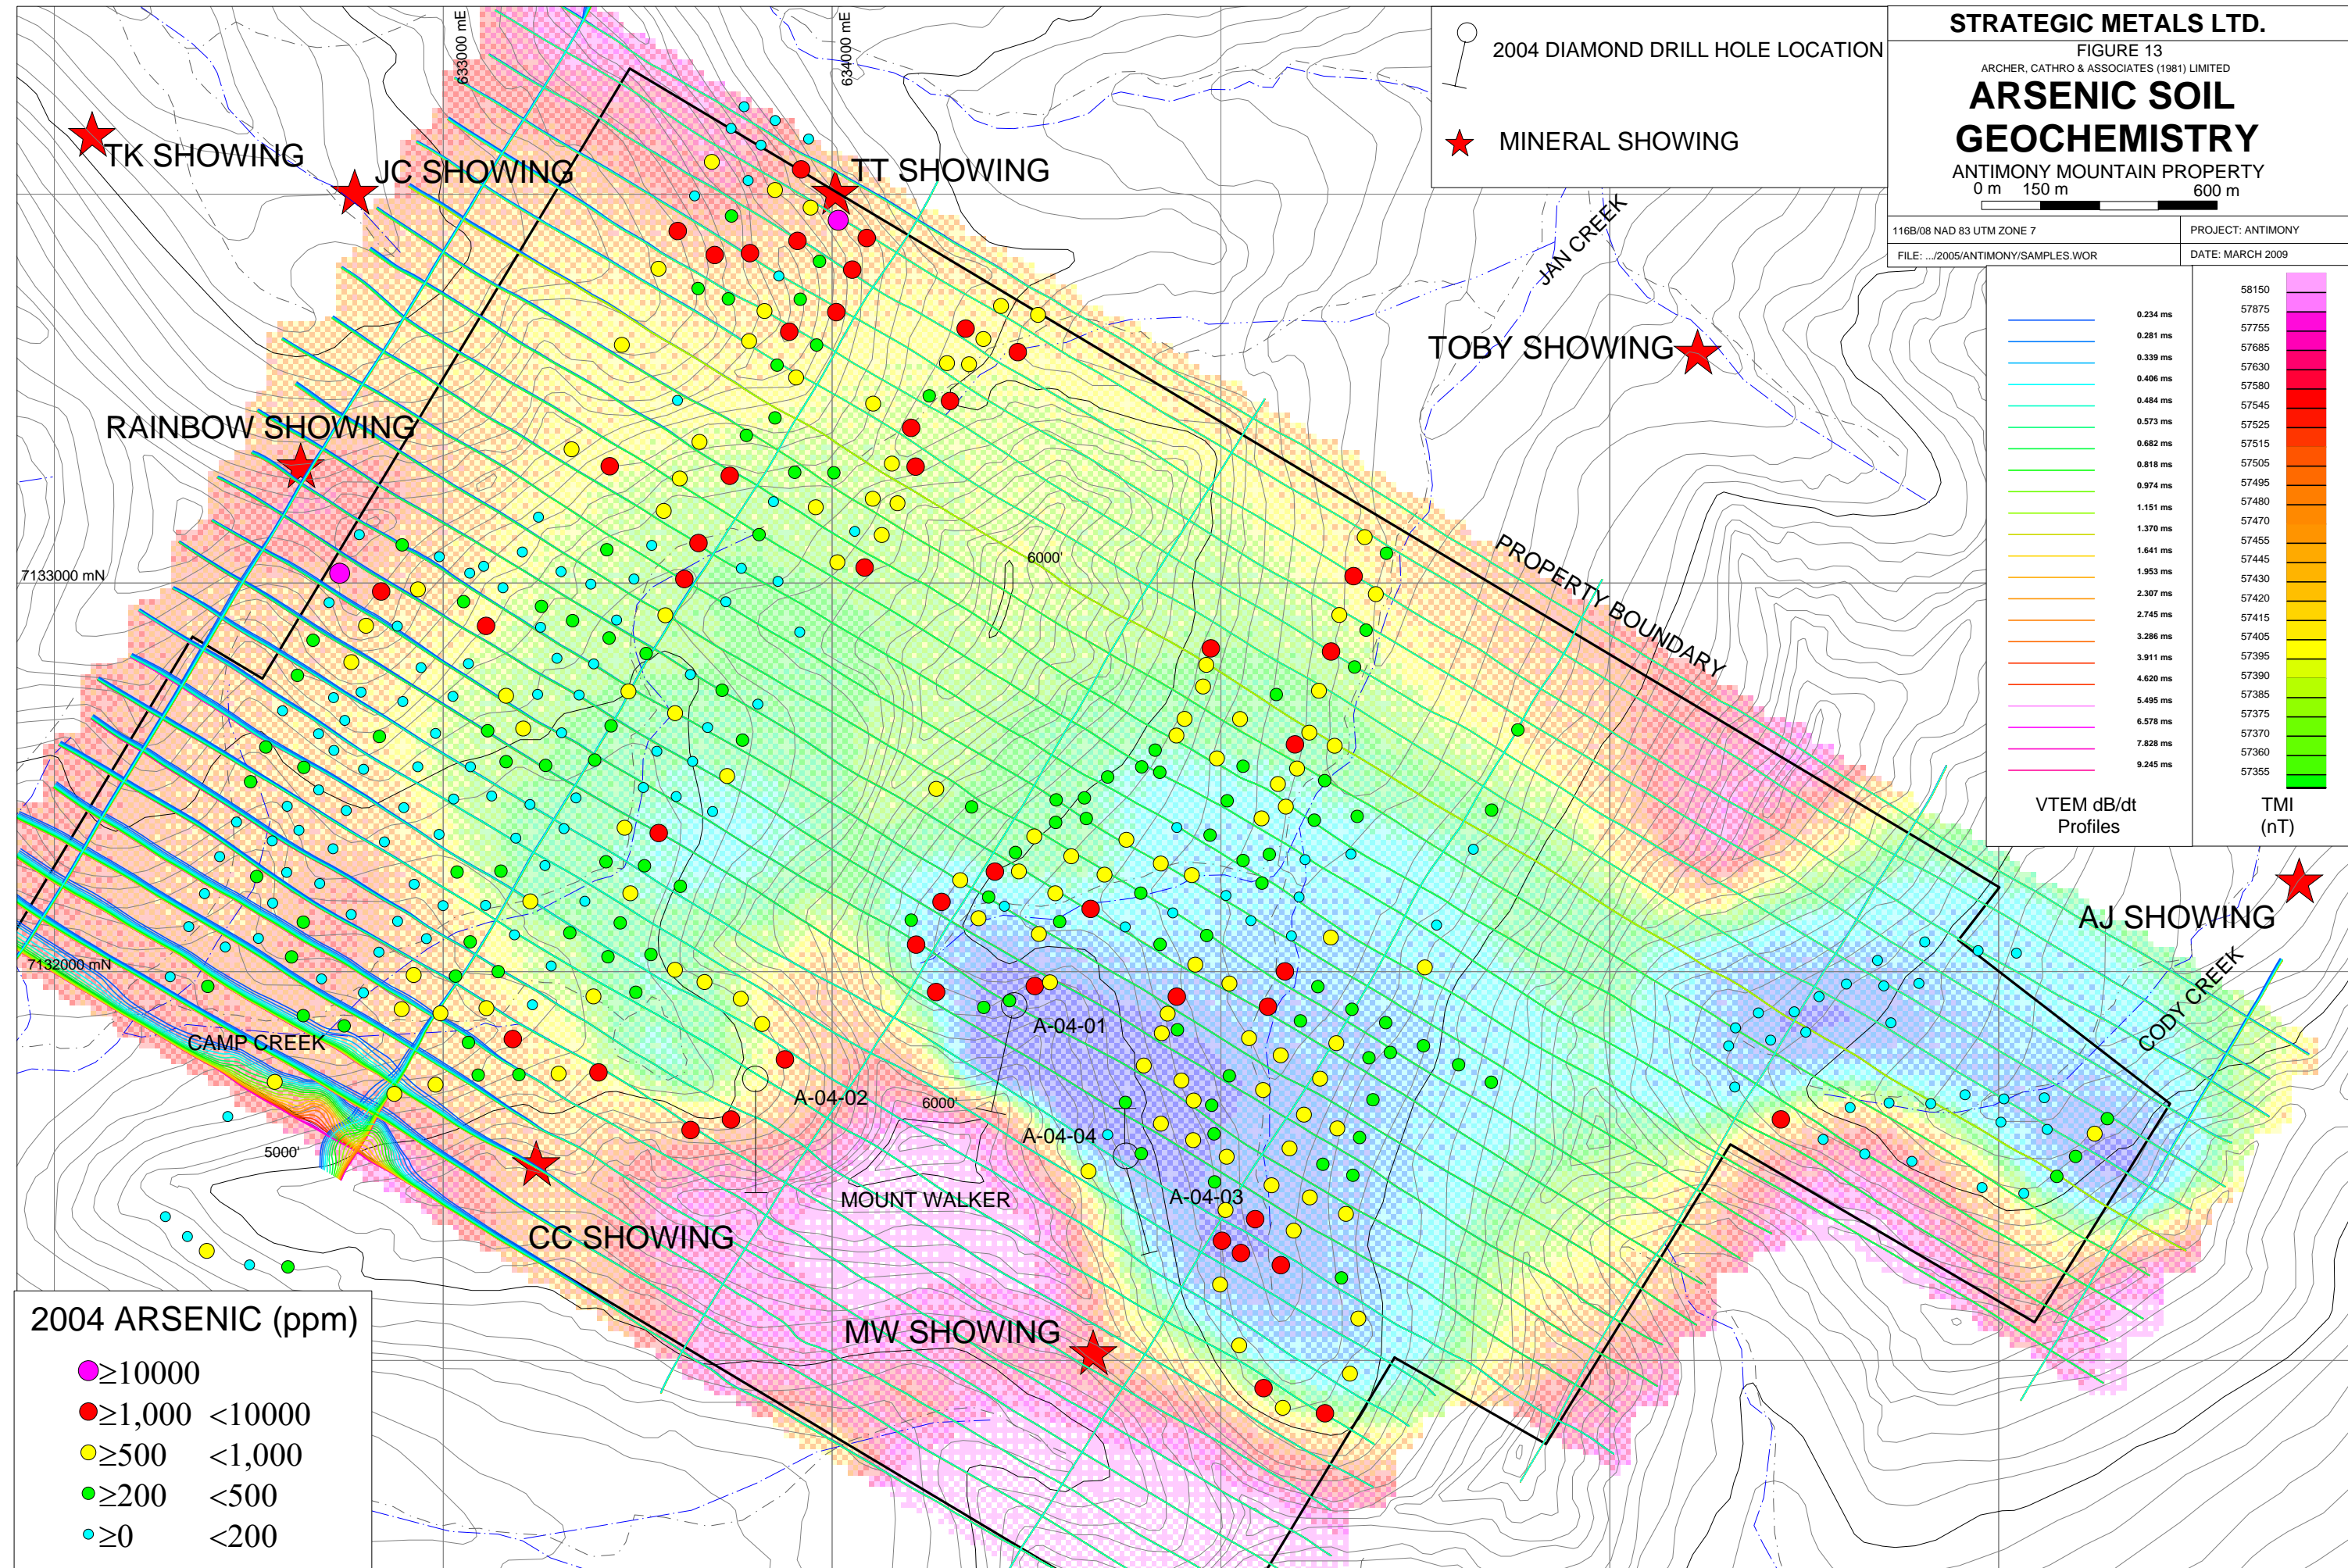 633000 mE
634000 mE
2004 DIAMOND DRILL HOLE LOCATION
MINERAL SHOWING
STRATEGIC METALS LTD.
FIGURE 13
ARCHER, CATHRO & ASSOCIATES (1981) LIMITED
ARSENIC SOIL
GEOCHEMISTRY
ANTIMONY MOUNTAIN PROPERTY
0 m 150 m 600 m
116B/08 NAD 83 UTM ZONE 7
PROJECT: ANTIMONY
FILE: .../2005/ANTIMONY/SAMPLES.WOR
DATE: MARCH 2009
0.234 ms
0.281 ms
0.339 ms
0.406 ms
0.484 ms
0.573 ms
0.682 ms
0.818 ms
0.974 ms
1.151 ms
1.370 ms
1.641 ms
1.953 ms
2.307 ms
2.745 ms
3.286 ms
3.911 ms
4.620 ms
5.495 ms
6.578 ms
7.828 ms
9.245 ms
VTEM dB/dt
Profiles
58150
57875
57755
57685
57630
57580
57545
57525
57515
57505
57495
57480
57470
57455
57445
57430
57420
57415
57405
57395
57390
57385
57375
57370
57360
57355
TMI
(nT)
TK SHOWING
JC SHOWING
TT SHOWING
JAN CREEK
TOBY SHOWING
RAINBOW SHOWING
6000'
7133000 mN
PROPERTY BOUNDARY
AJ SHOWING
7132000 mN
CODY CREEK
A-04-01
CAMP CREEK
A-04-02
6000'
A-04-04
5000'
MOUNT WALKER
A-04-03
CC SHOWING
MW SHOWING
2004 ARSENIC (ppm)
≥10000
≥1,000 <10000
≥500 <1,000
≥200 <500
≥0 <200